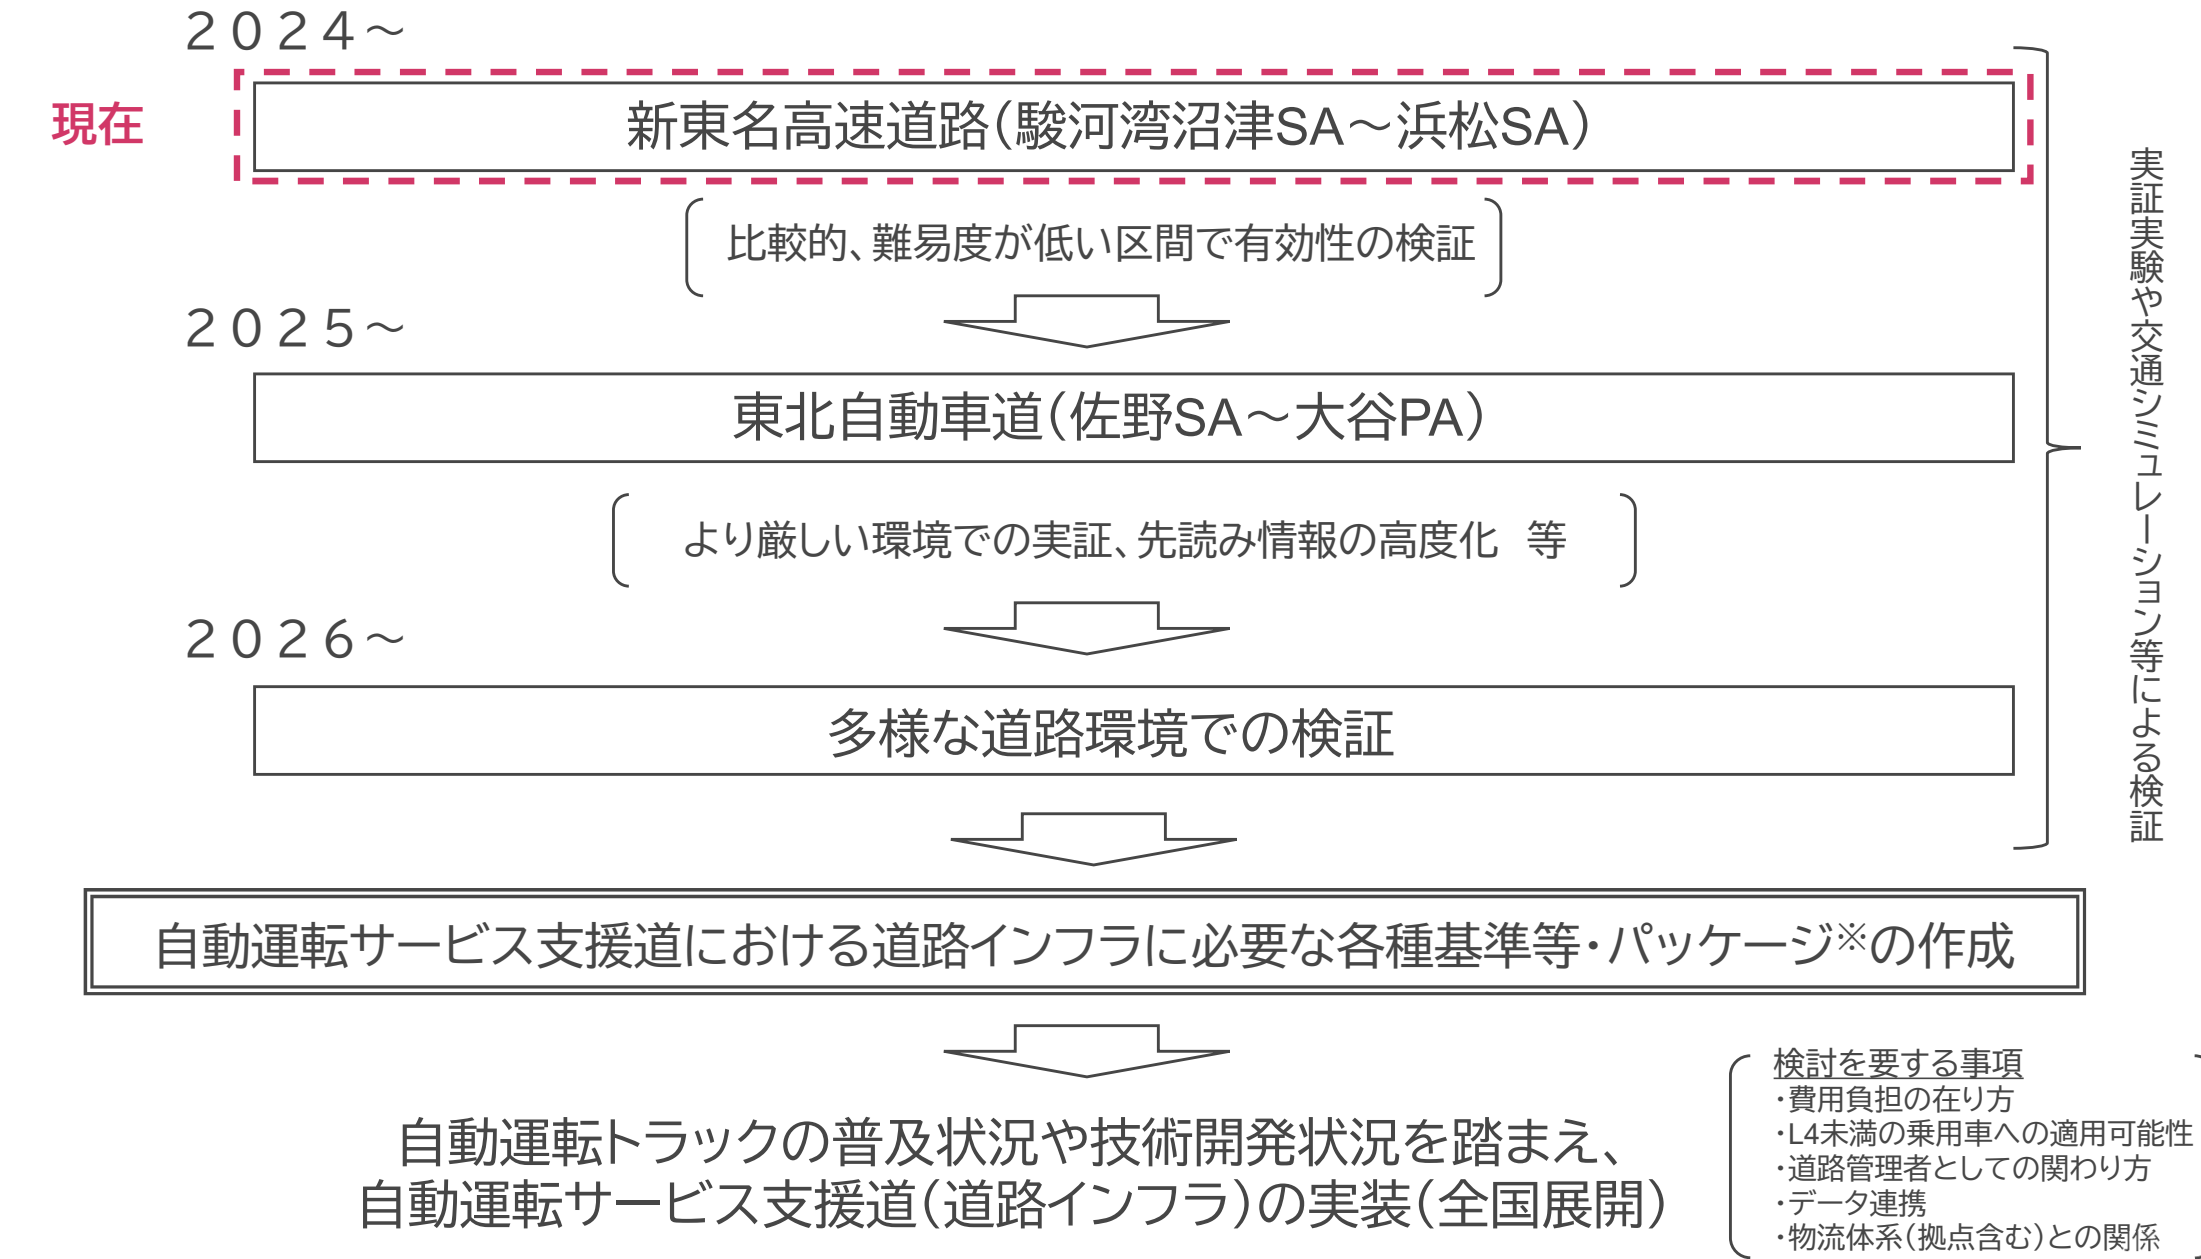 ２０２４～
現在
新東名高速道路（駿河湾沼津SA～浜松SA）
比較的、難易度が低い区間で有効性の検証
２０２５～
東北自動車道（佐野SA～大谷PA）
より厳しい環境での実証、先読み情報の高度化　等
２０２６～
多様な道路環境での検証
実証実験や交通シミュレーション等による検証
自動運転サービス支援道における道路インフラに必要な各種基準等・パッケージ※の作成
自動運転トラックの普及状況や技術開発状況を踏まえ、
自動運転サービス支援道（道路インフラ）の実装（全国展開）
検討を要する事項
・費用負担の在り方
・L4未満の乗用車への適用可能性
・道路管理者としての関わり方
・データ連携
・物流体系（拠点含む）との関係